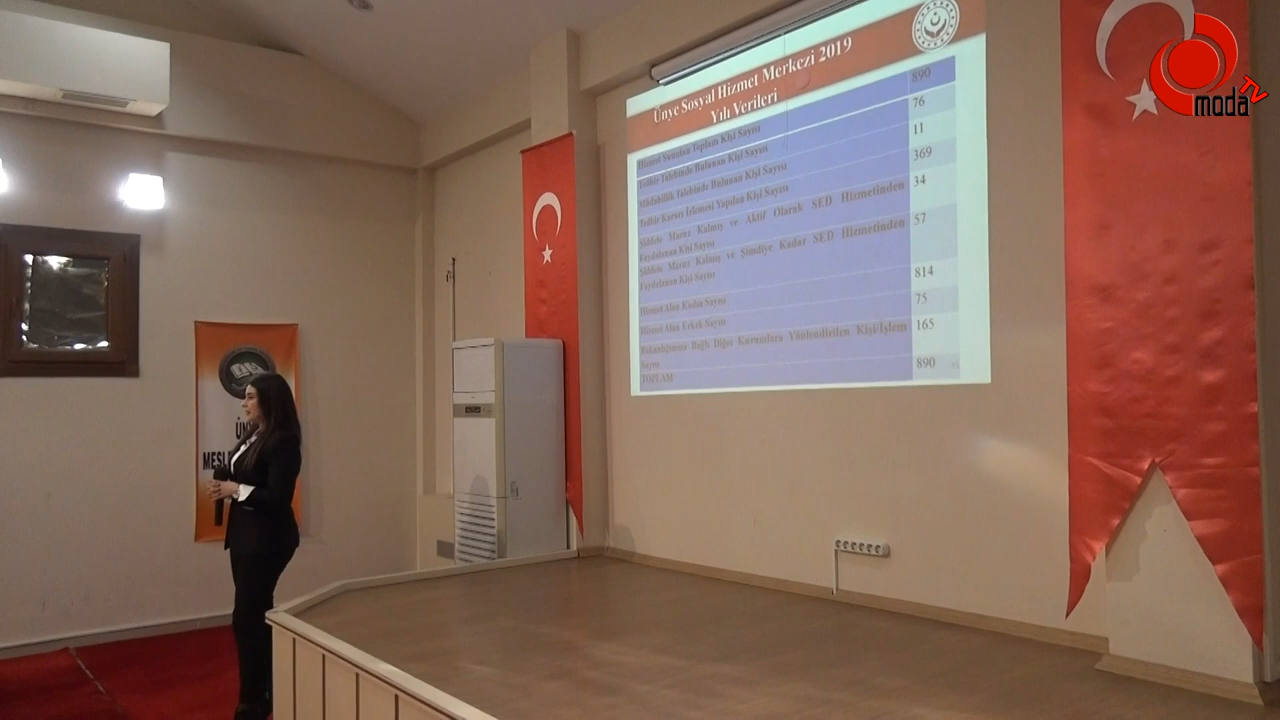 moda TV
Ünye Sosyal Hizmet Merkezi 2019
Yılı Verileri
Hizmet Sunulan Toplam Kişi Sayısı 890
Tedbir Talebinde Bulunan Kişi Sayısı 76
Müdahillik Talebinde Bulunan Kişi Sayısı 11
Tedbir Kararı İzlemesi Yapılan Kişi Sayısı 369
Şiddete Maruz Kalmış ve Aktif Olarak SED Hizmetinden 34
Faydalanan Kişi Sayısı
Şiddete Maruz Kalmış ve Şimdiye Kadar SED Hizmetinden 57
Faydalanan Kişi Sayısı
Hizmet Alan Kadın Sayısı 814
Hizmet Alan Erkek Sayısı 75
Bakanlığımıza Bağlı Diğer Kurumlara Yönlendirilen Kişi/İşlem 165
Sayısı
TOPLAM 890
ÜN
MESL